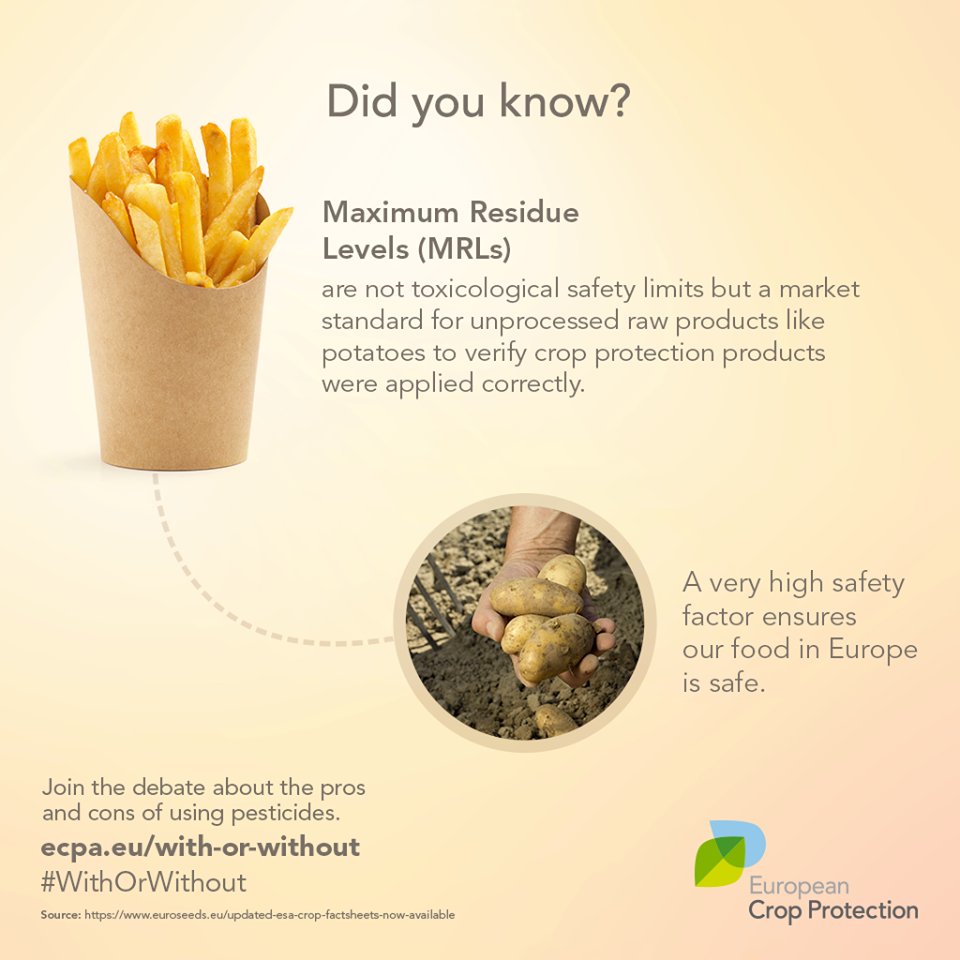 Did you know?
Maximum Residue
Levels (MRLs)
are not toxicological safety limits but a market
standard for unprocessed raw products like
potatoes to verify crop protection products
were applied correctly.
A very high safety
factor ensures
our food in Europe
is safe.
Join the debate about the pros
and cons of using pesticides.
ecpa.eu/with-or-without
#WithOrWithout
Source: https://www.euroseeds.eu/updated-esa-crop-factsheets-now-available
European
Crop Protection